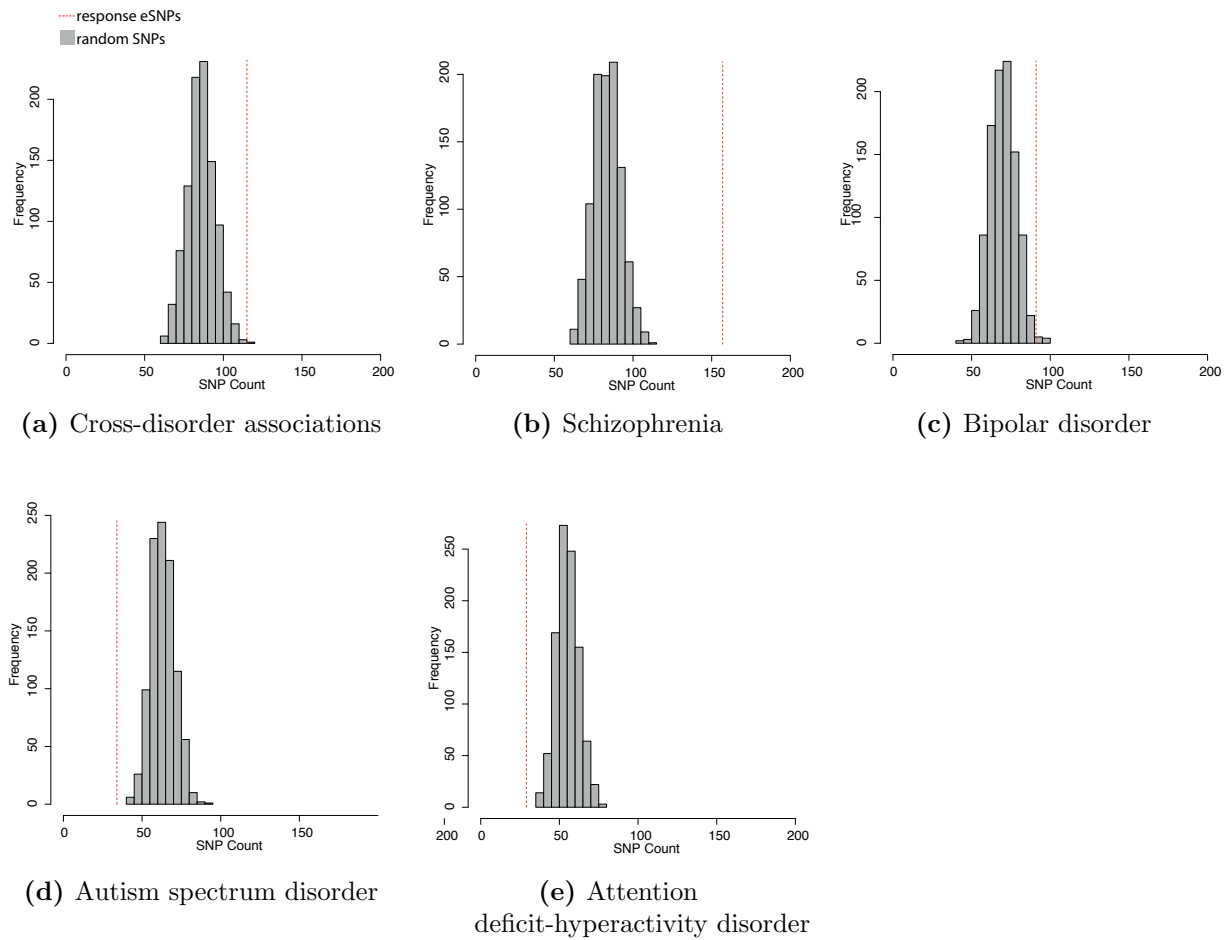 response eSNPs
random SNPs
Frequency
0 50 100 150 200
0 50 100 150 200
SNP Count
(a) Cross-disorder associations
Frequency
0 50 100 150 200
0 50 100 150 200
SNP Count
(b) Schizophrenia
Frequency
0 50 100 150 200
0 50 100 150 200
SNP Count
(c) Bipolar disorder
Frequency
0 50 100 150 200 250
0 50 100 150 200
SNP Count
(d) Autism spectrum disorder
Frequency
0 50 100 150 200 250
0 50 100 150 200
SNP Count
(e) Attention
deficit-hyperactivity disorder